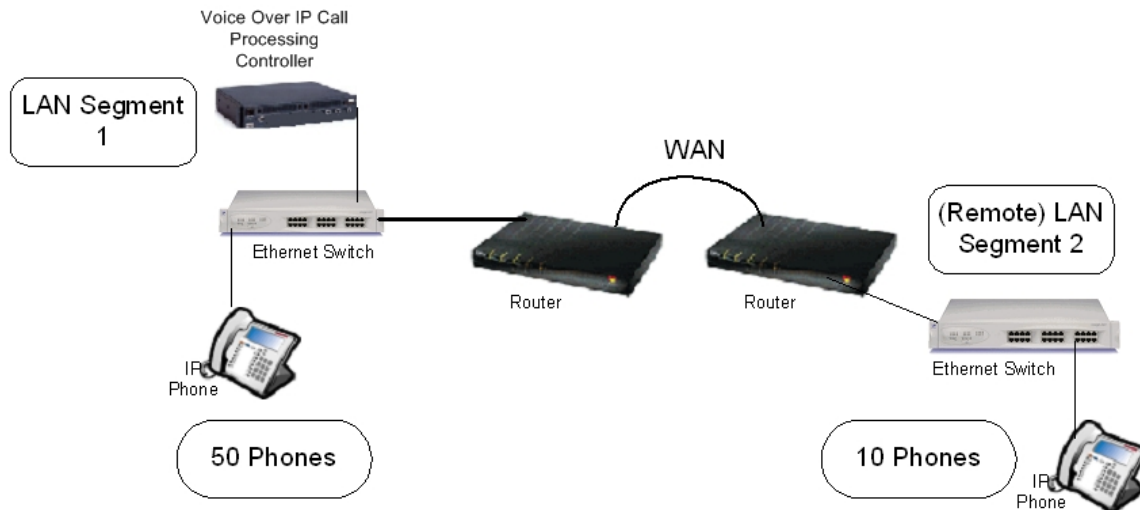 Voice Over IP Call
Processing
Controller
LAN Segment
1
WAN
(Remote) LAN
Segment 2
Ethernet Switch
Router
Router
Ethernet Switch
IP
Phone
50 Phones
10 Phones
IP
Phone